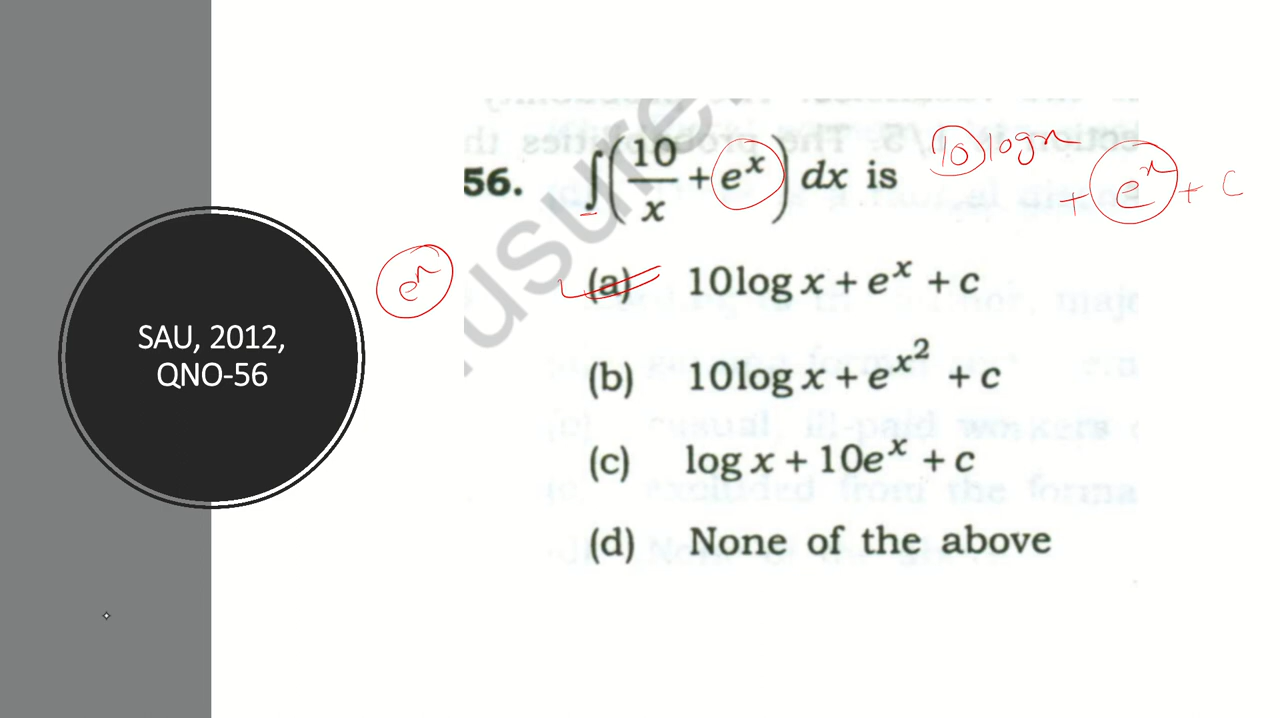 SAU, 2012,
QNO-56
56. ∫(10/x + e^x) dx is
10 log x
+ e^x + c
e^x
(a) 10 log x + e^x + c
(b) 10 log x + e^x^2 + c
(c) log x + 10e^x + c
(d) None of the above